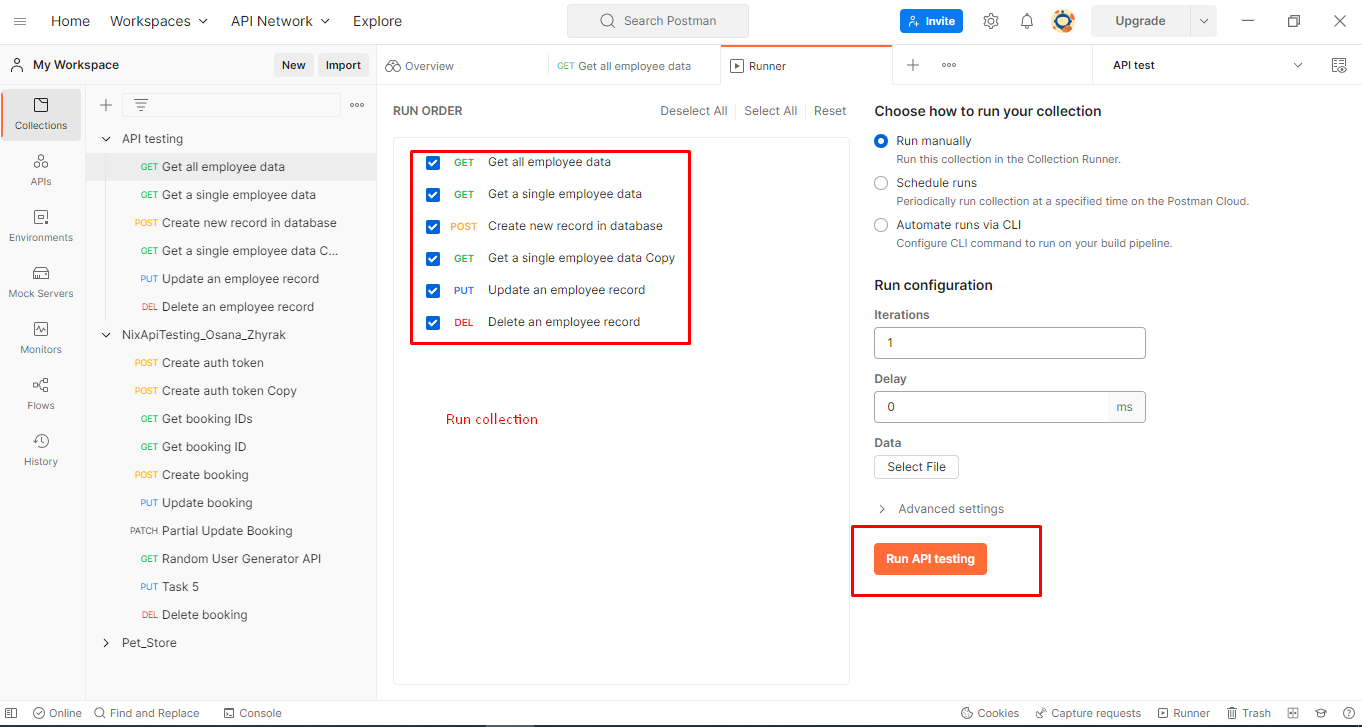 Home Workspaces API Network Explore Search Postman Invite Upgrade
My Workspace New Import Overview GET Get all employee data Runner API test
Collections
APIs
Environments
Mock Servers
Monitors
Flows
History
API testing
GET Get all employee data
GET Get a single employee data
POST Create new record in database
GET Get a single employee data C...
PUT Update an employee record
DEL Delete an employee record
NixApiTesting_Osana_Zhyrak
POST Create auth token
POST Create auth token Copy
GET Get booking IDs
GET Get booking ID
POST Create booking
PUT Update booking
PATCH Partial Update Booking
GET Random User Generator API
PUT Task 5
DEL Delete booking
Pet_Store
RUN ORDER Deselect All Select All Reset
GET Get all employee data
GET Get a single employee data
POST Create new record in database
GET Get a single employee data Copy
PUT Update an employee record
DEL Delete an employee record
Run collection
Choose how to run your collection
Run manually
Run this collection in the Collection Runner.
Schedule runs
Periodically run collection at a specified time on the Postman Cloud.
Automate runs via CLI
Configure CLI command to run on your build pipeline.
Run configuration
Iterations
1
Delay
0 ms
Data
Select File
Advanced settings
Run API testing
Online Find and Replace Console Cookies Capture requests Runner Trash